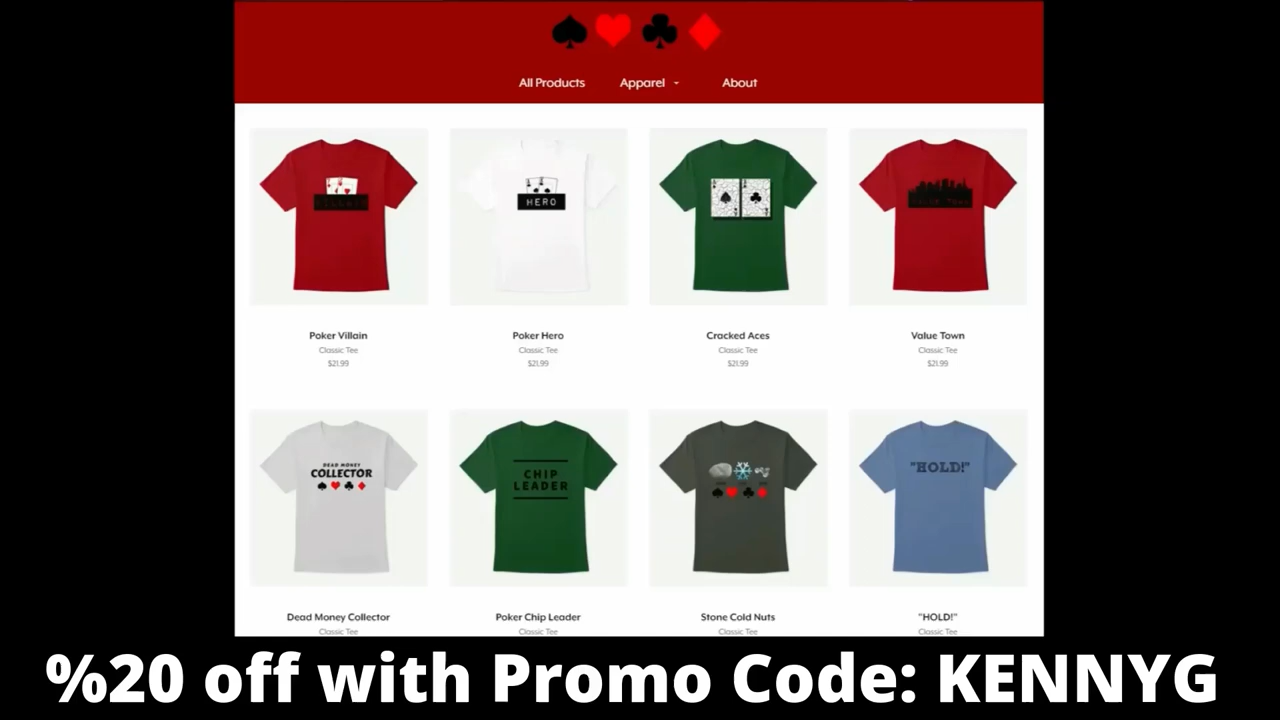 All Products Apparel About
VILLAIN
HERO
VALUE TOWN
Poker Villain Poker Hero Cracked Aces Value Town
Classic Tee Classic Tee Classic Tee Classic Tee
$21.99 $21.99 $21.99 $21.99
DEAD MONEY
COLLECTOR
CHIP
LEADER
"HOLD!"
Dead Money Collector Poker Chip Leader Stone Cold Nuts "HOLD!"
Classic Tee Classic Tee Classic Tee Classic Tee
%20 off with Promo Code: KENNYG